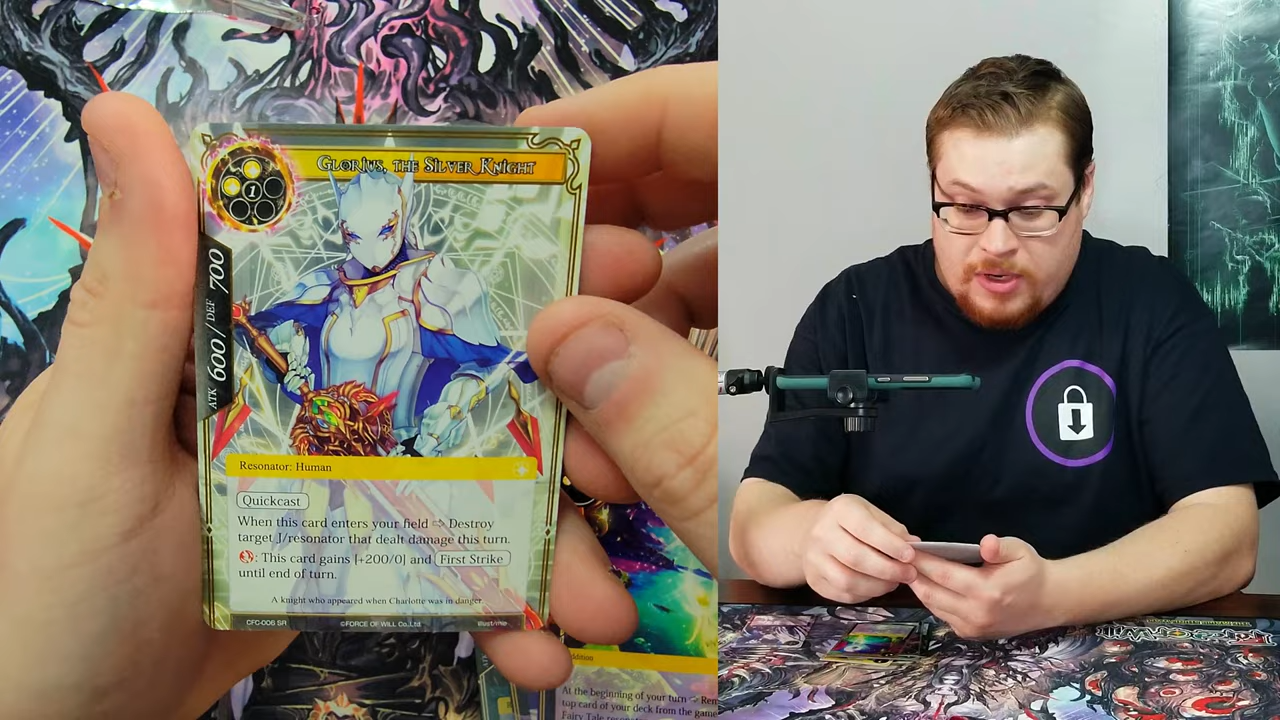 1
Glorius, the Silver Knight
ATK 600 / DEF 700
Resonator: Human
Quickcast
When this card enters your field ⇨ Destroy
target J/resonator that dealt damage this turn.
: This card gains [+200/0] and First Strike
until end of turn.
A knight who appeared when Charlotte was in danger
CFC-006 SR ©FORCE OF WILL Co.,Ltd.
At the beginning of your turn ⇨
top card of your deck from the game
Fairy Tale